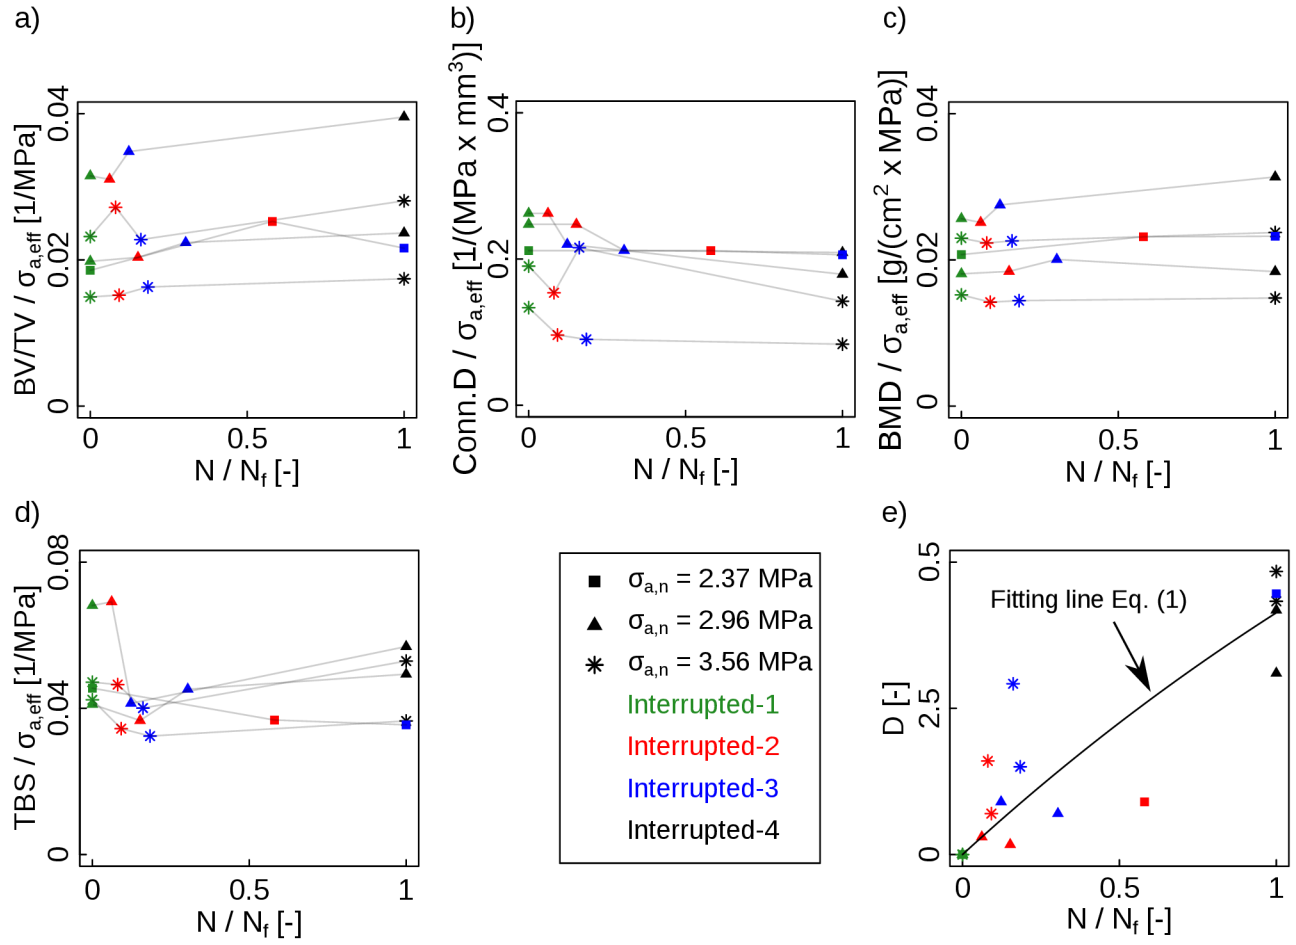 a)
BV/TV / σa,eff [1/MPa]
0.04
0.02
0
0
0.5
1
N / Nf [-]
b)
Conn.D / σa,eff [1/(MPa x mm³)]
0.4
0.2
0
0
0.5
1
N / Nf [-]
c)
BMD / σa,eff [g/(cm² x MPa)]
0.04
0.02
0
0
0.5
1
N / Nf [-]
d)
TBS / σa,eff [1/MPa]
0.08
0.04
0
0
0.5
1
N / Nf [-]
σa,n = 2.37 MPa
σa,n = 2.96 MPa
σa,n = 3.56 MPa
Interrupted-1
Interrupted-2
Interrupted-3
Interrupted-4
e)
D [-]
0.5
2.5
0
Fitting line Eq. (1)
0
0.5
1
N / Nf [-]